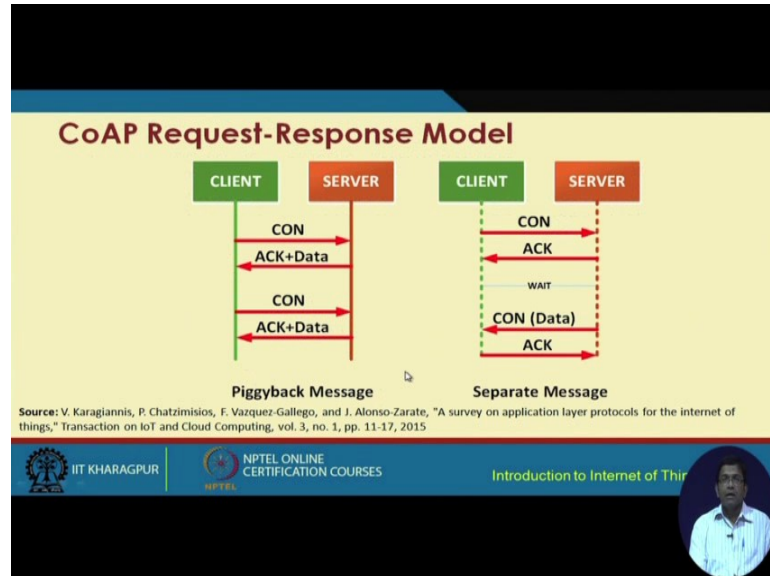 CoAP Request-Response Model
CLIENT
SERVER
CON
ACK+Data
CON
ACK+Data
Piggyback Message
CLIENT
SERVER
CON
ACK
WAIT
CON (Data)
ACK
Separate Message
Source: V. Karagiannis, P. Chatzimisios, F. Vazquez-Gallego, and J. Alonso-Zarate, "A survey on application layer protocols for the internet of
things," Transaction on IoT and Cloud Computing, vol. 3, no. 1, pp. 11-17, 2015
IIT KHARAGPUR
NPTEL
NPTEL ONLINE
CERTIFICATION COURSES
Introduction to Internet of